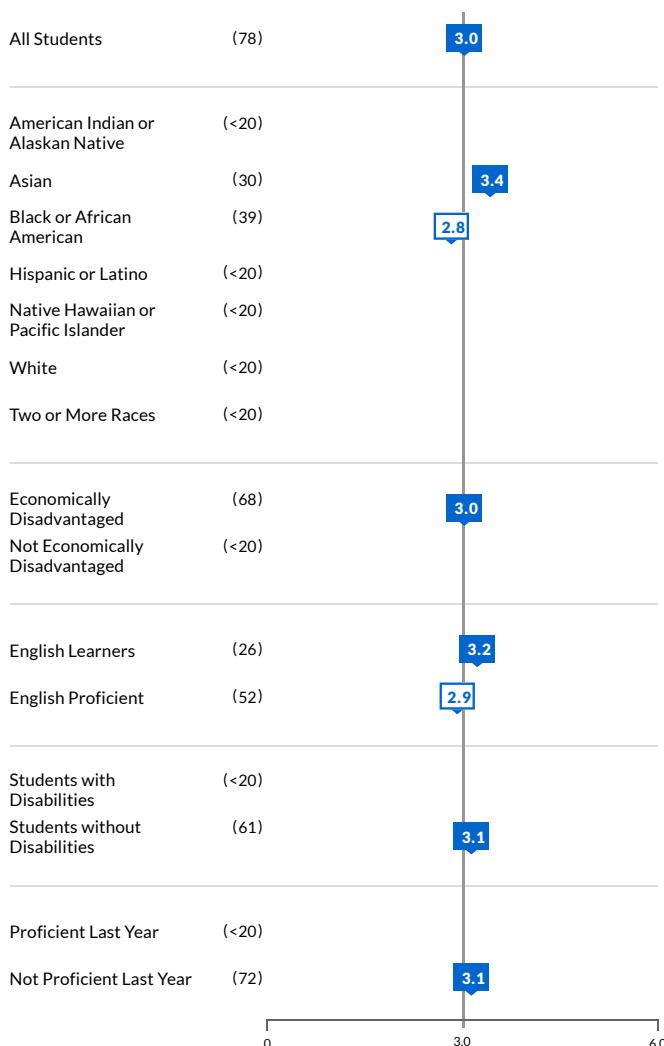 All Students (78) 3.0
American Indian or (<20)
Alaskan Native
Asian (30) 3.4
Black or African (39) 2.8
American
Hispanic or Latino (<20)
Native Hawaiian or (<20)
Pacific Islander
White (<20)
Two or More Races (<20)
Economically (68) 3.0
Disadvantaged
Not Economically (<20)
Disadvantaged
English Learners (26) 3.2
English Proficient (52) 2.9
Students with (<20)
Disabilities
Students without (61) 3.1
Disabilities
Proficient Last Year (<20)
Not Proficient Last Year (72) 3.1
0 3.0 6.0